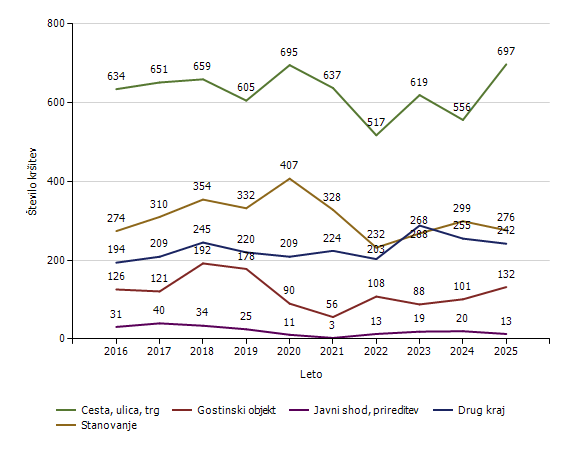 800
600
400
200
0
Število kršitev
634 651 659 605 695 637 517 619 556 697
274 310 354 332 407 328 232 268 299 276
194 209 245 220 209 224 203 288 255 242
126 121 192 178 90 56 108 88 101 132
31 40 34 25 11 3 13 19 20 13
2016 2017 2018 2019 2020 2021 2022 2023 2024 2025
Leto
Cesta, ulica, trg Gostinski objekt Javni shod, prireditev Drug kraj
Stanovanje